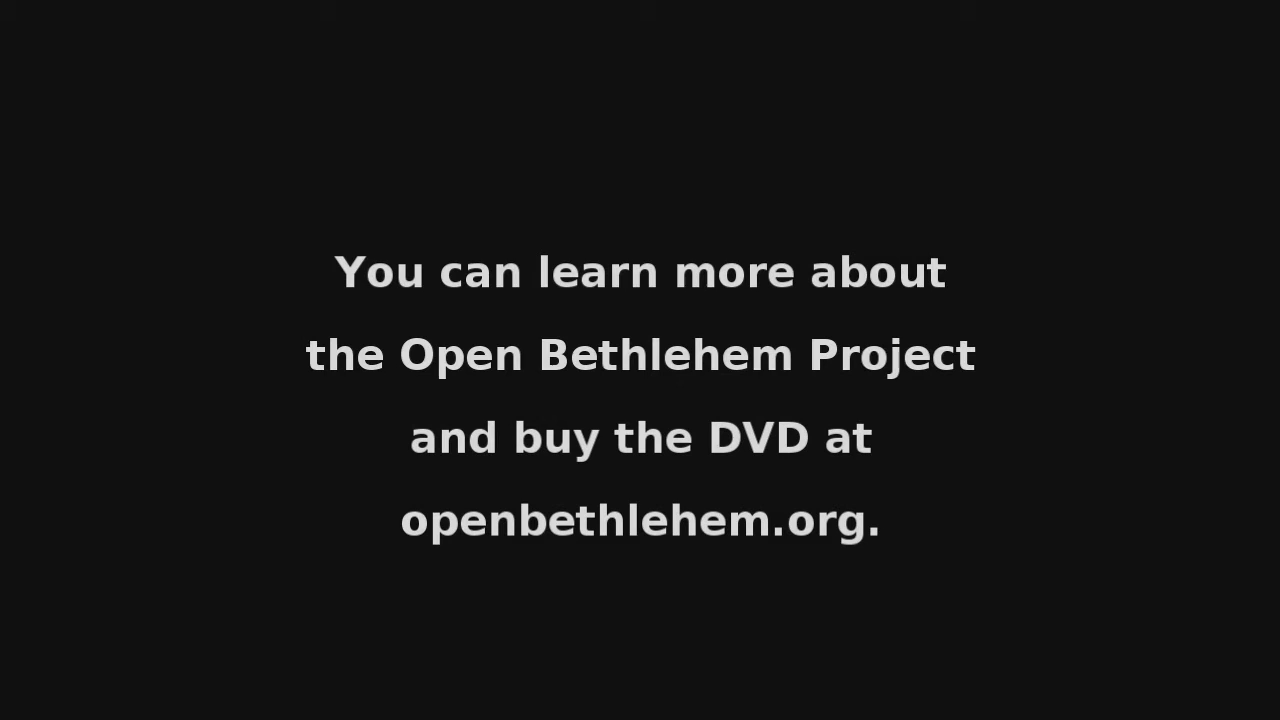 You can learn more about
the Open Bethlehem Project
and buy the DVD at
openbethlehem.org.